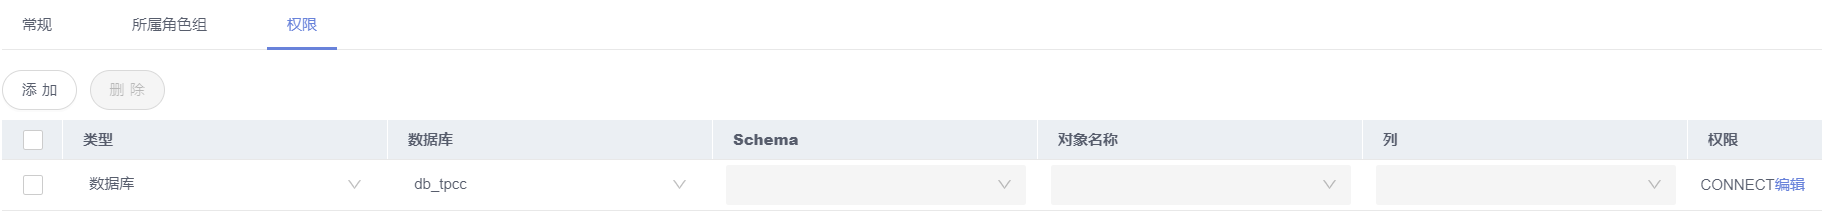 常规 所属角色组 权限
添 加 删 除
类型 数据库 Schema 对象名称 列 权限
数据库 db_tpcc CONNECT编辑